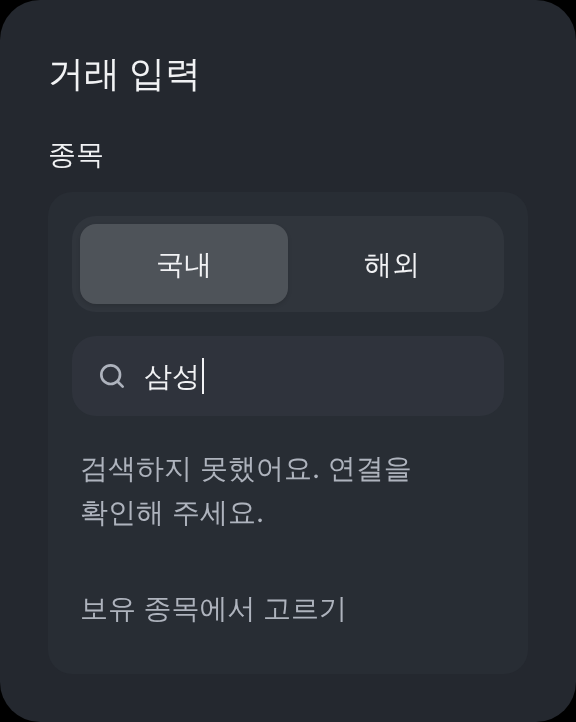 거래 입력
종목
국내
해외
삼성
검색하지 못했어요. 연결을
확인해 주세요.
보유 종목에서 고르기